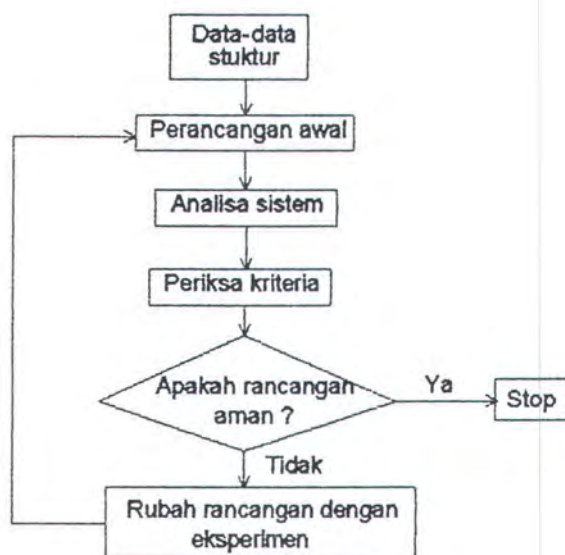 Data-data
stuktur
Perancangan awal
Analisa sistem
Periksa kriteria
Apakah rancangan
aman ?
Ya
Stop
Tidak
Rubah rancangan dengan
eksperimen